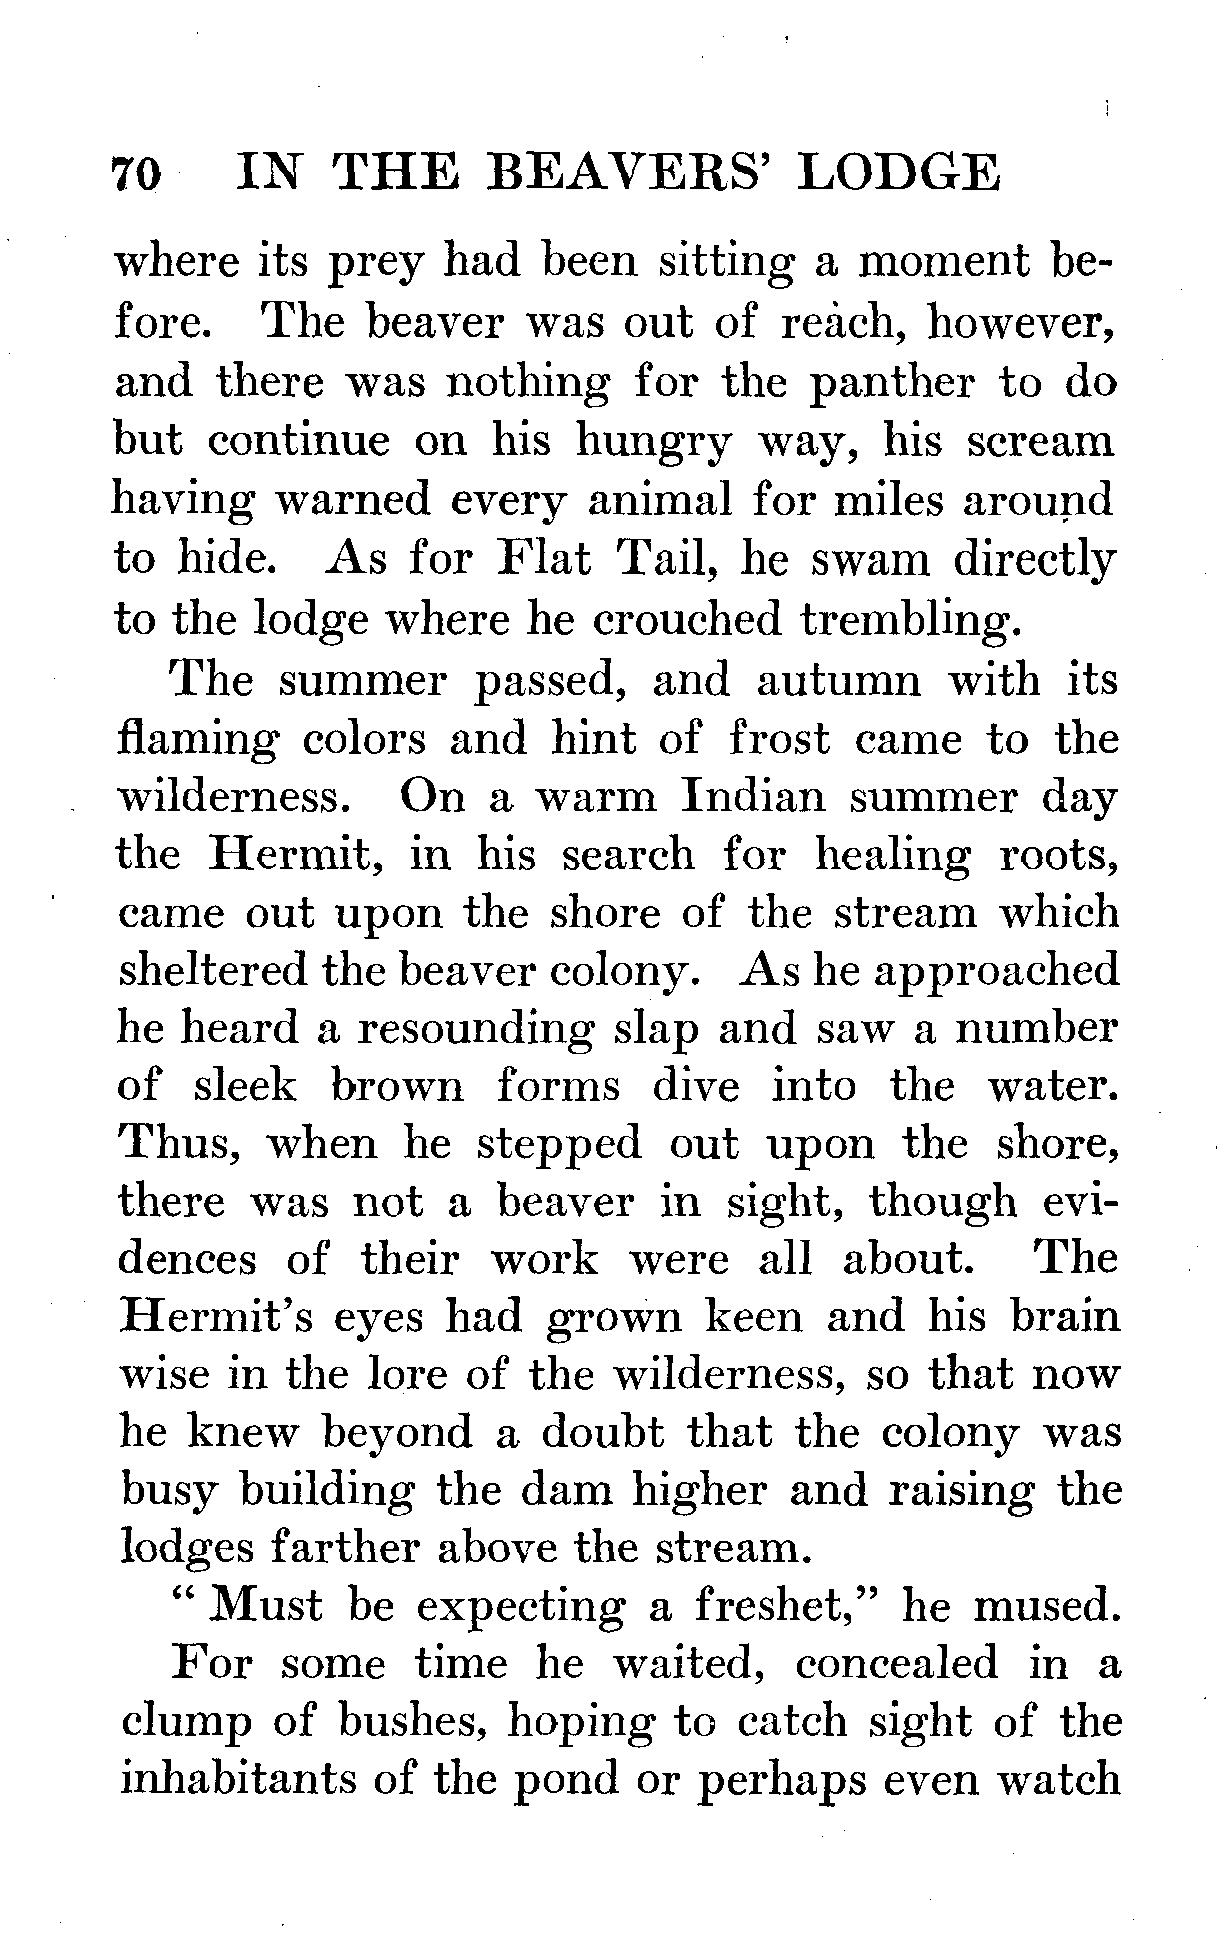 70 IN THE BEAVERS' LODGE
where its prey had been sitting a moment be-
fore. The beaver was out of reach, however,
and there was nothing for the panther to do
but continue on his hungry way, his scream
having warned every animal for miles around
to hide. As for Flat Tail, he swam directly
to the lodge where he crouched trembling.
The summer passed, and autumn with its
flaming colors and hint of frost came to the
wilderness. On a warm Indian summer day
the Hermit, in his search for healing roots,
came out upon the shore of the stream which
sheltered the beaver colony. As he approached
he heard a resounding slap and saw a number
of sleek brown forms dive into the water.
Thus, when he stepped out upon the shore,
there was not a beaver in sight, though evi-
dences of their work were all about. The
Hermit's eyes had grown keen and his brain
wise in the lore of the wilderness, so that now
he knew beyond a doubt that the colony was
busy building the dam higher and raising the
lodges farther above the stream.
“ Must be expecting a freshet,” he mused.
For some time he waited, concealed in a
clump of bushes, hoping to catch sight of the
inhabitants of the pond or perhaps even watch